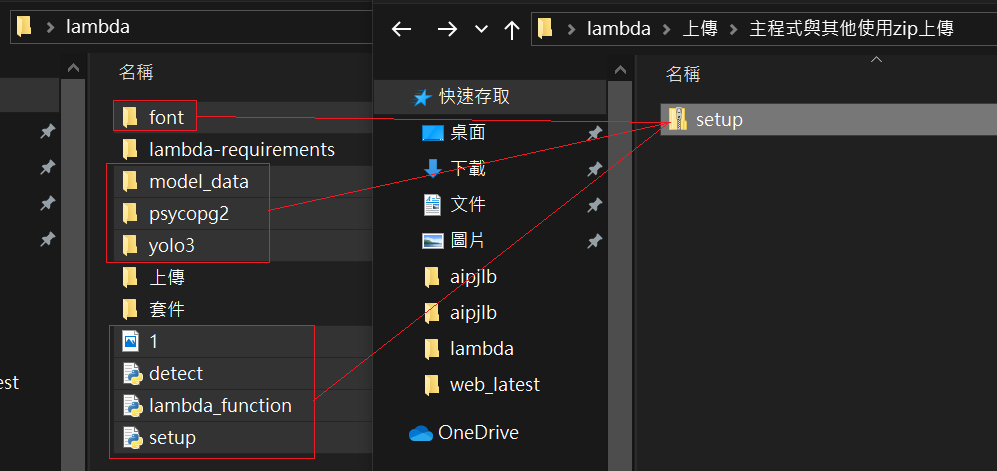 lambda
名稱
font
lambda-requirements
model_data
psycopg2
yolo3
上傳
套件
est
1
detect
lambda_function
setup
lambda 上傳 主程式與其他使用zip上傳
快速存取
桌面
下載
文件
圖片
aipjlb
aipjlb
lambda
web_latest
OneDrive
名稱
setup